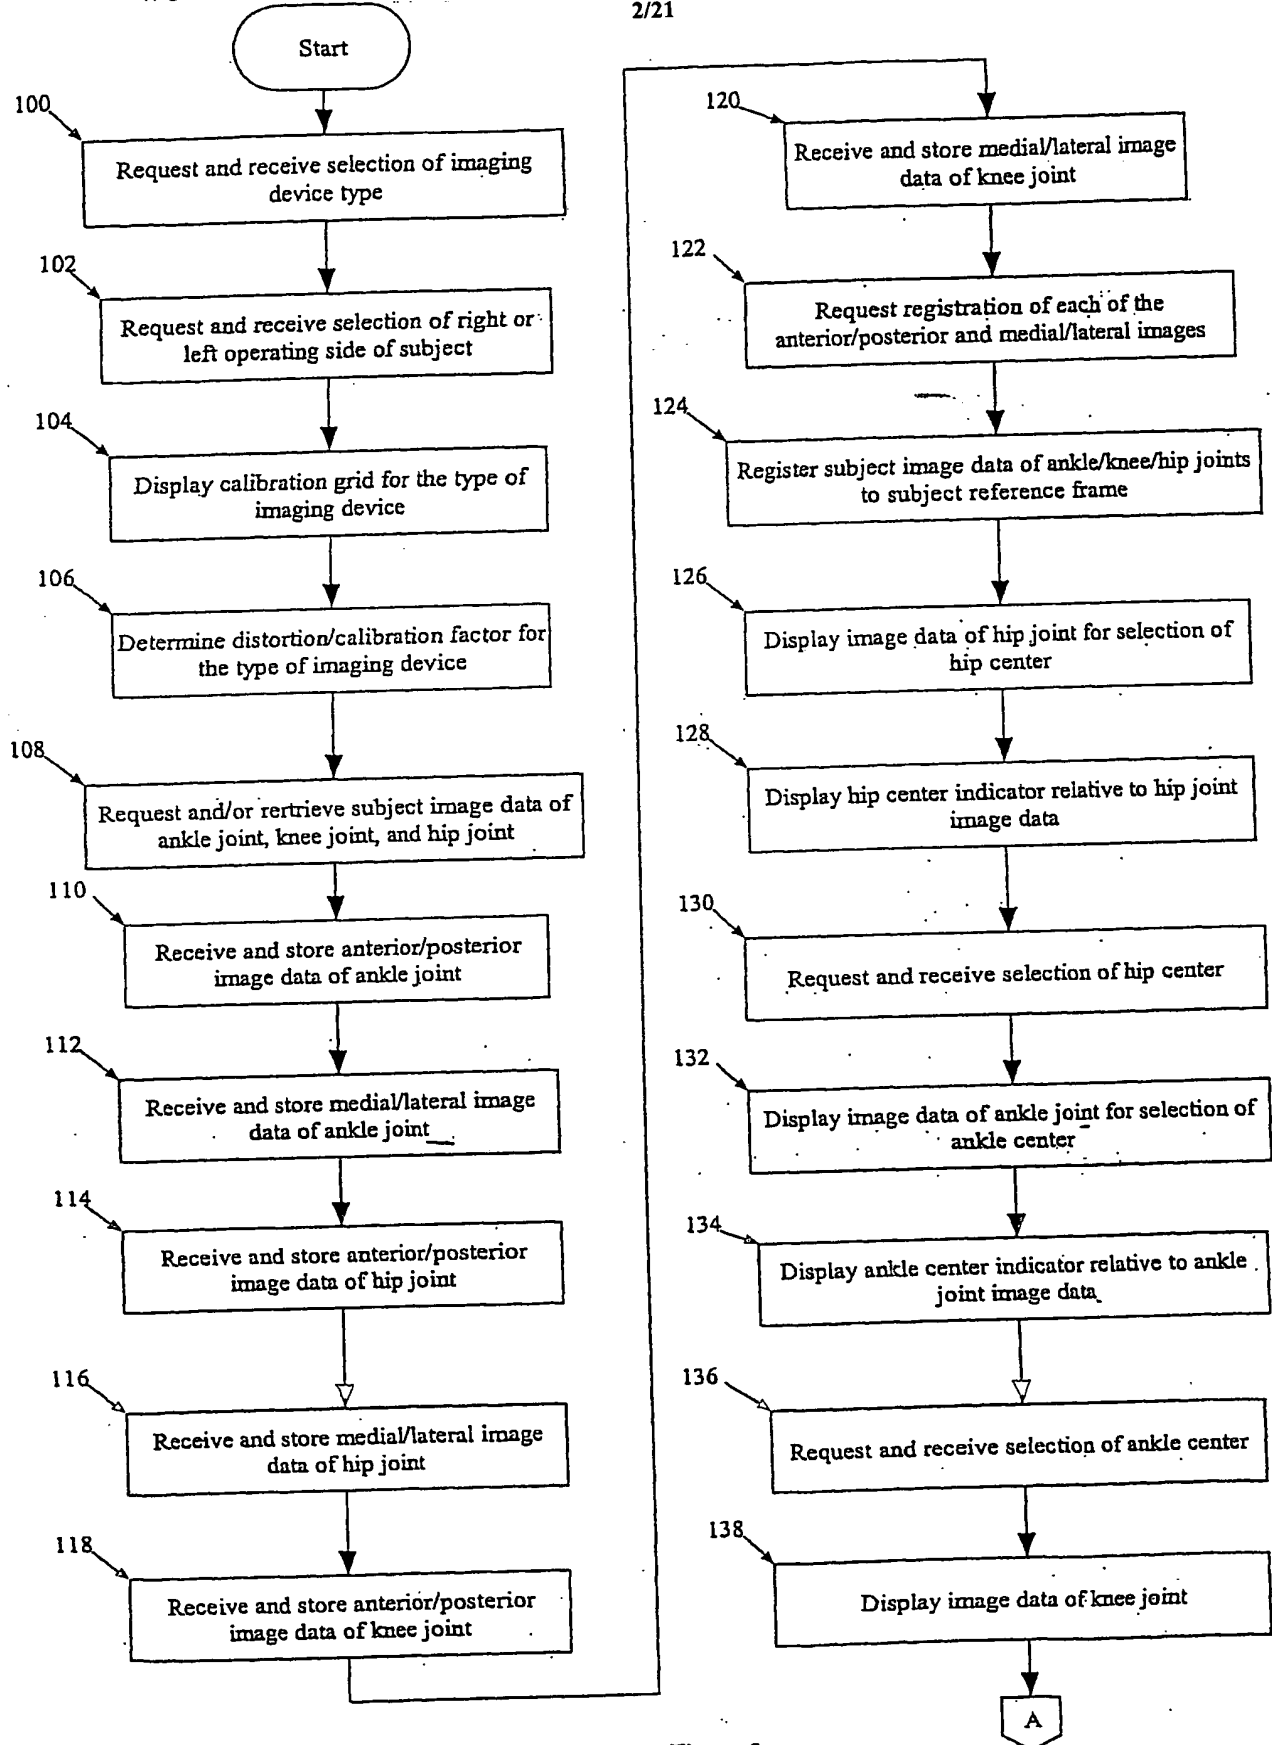 2/21
Start
100
Request and receive selection of imaging
device type
102
Request and receive selection of right or
left operating side of subject
104
Display calibration grid for the type of
imaging device
106
Determine distortion/calibration factor for
the type of imaging device
108
Request and/or rertrieve subject image data of
ankle joint, knee joint, and hip joint
110
Receive and store anterior/posterior
image data of ankle joint
112
Receive and store medial/lateral image
data of ankle joint
114
Receive and store anterior/posterior
image data of hip joint
116
Receive and store medial/lateral image
data of hip joint
118
Receive and store anterior/posterior
image data of knee joint
120
Receive and store medial/lateral image
data of knee joint
122
Request registration of each of the
anterior/posterior and medial/lateral images
124
Register subject image data of ankle/knee/hip joints
to subject reference frame
126
Display image data of hip joint for selection of
hip center
128
Display hip center indicator relative to hip joint
image data
130
Request and receive selection of hip center
132
Display image data of ankle joint for selection of
ankle center
134
Display ankle center indicator relative to ankle
joint image data
136
Request and receive selection of ankle center
138
Display image data of knee joint
A